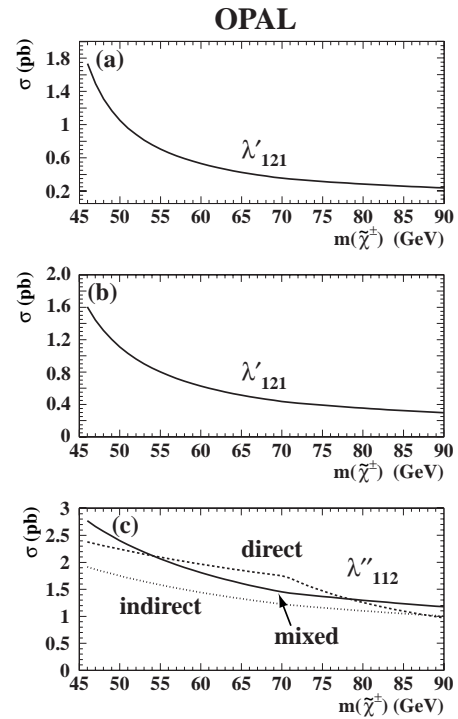 OPAL
σ (pb)
(a)
1.8
1.4
1
0.6
0.2
λ′121
45 50 55 60 65 70 75 80 85 90
m(χ̃±) (GeV)
σ (pb)
(b)
2.0
1.6
1.2
0.8
0.4
0
λ′121
45 50 55 60 65 70 75 80 85 90
m(χ̃±) (GeV)
σ (pb)
(c)
3
2.5
2
1.5
1
0.5
0
direct
λ″112
indirect
mixed
45 50 55 60 65 70 75 80 85 90
m(χ̃±) (GeV)